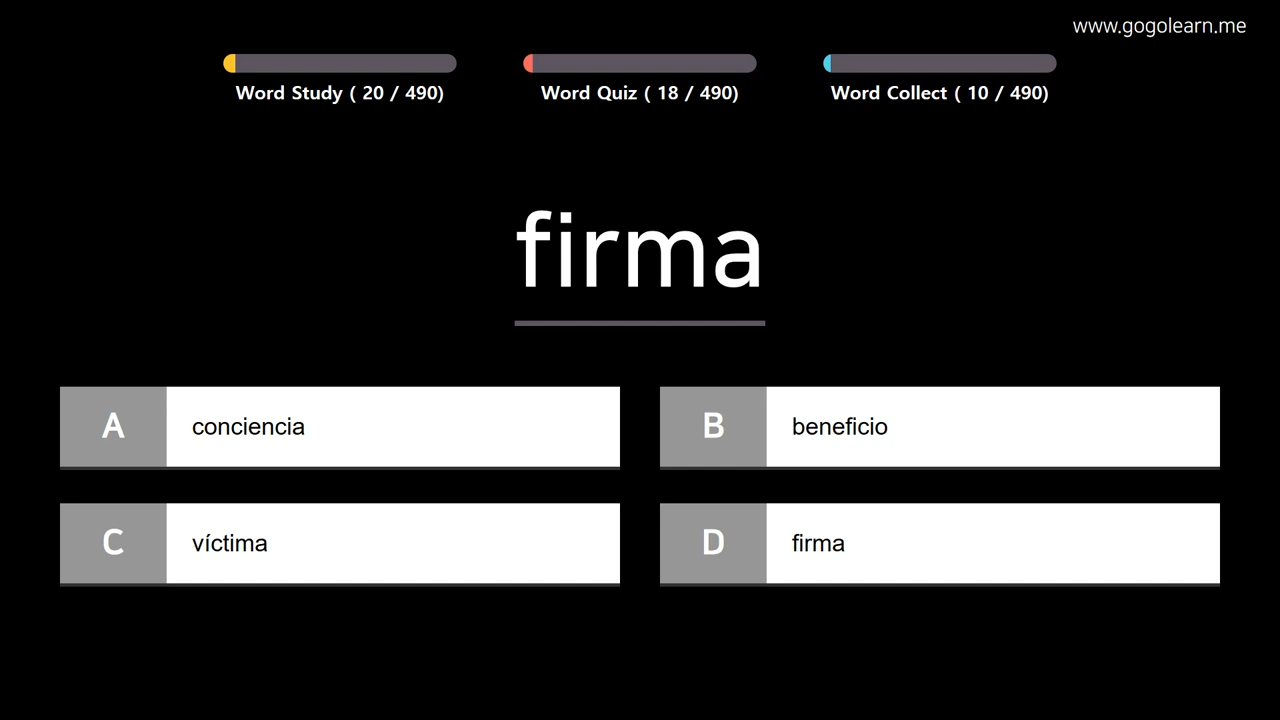 www.gogolearn.me
Word Study ( 20 / 490)
Word Quiz ( 18 / 490)
Word Collect ( 10 / 490)
firma
A conciencia
B beneficio
C víctima
D firma